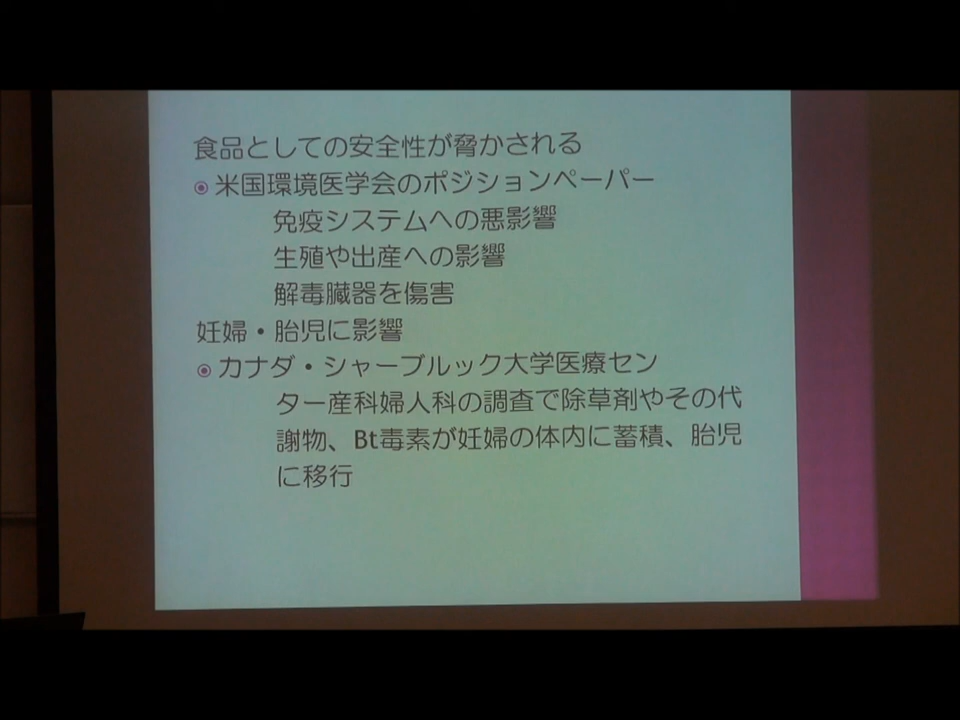 食品としての安全性が脅かされる
◉米国環境医学会のポジションペーパー
免疫システムへの悪影響
生殖や出産への影響
解毒臓器を傷害
妊婦・胎児に影響
◉カナダ・シャーブルック大学医療セン
ター産科婦人科の調査で除草剤やその代
謝物、Bt毒素が妊婦の体内に蓄積、胎児
に移行